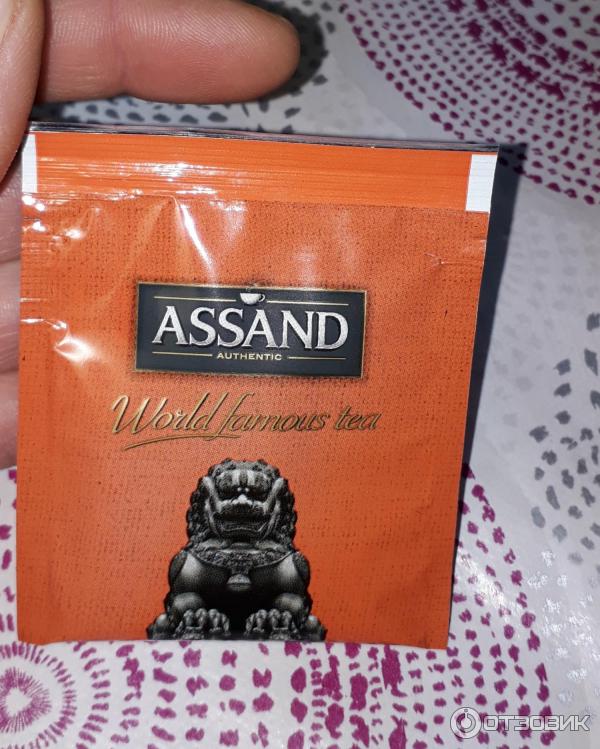 ASSAND
AUTHENTIC
World famous tea
ОТЗОВИК